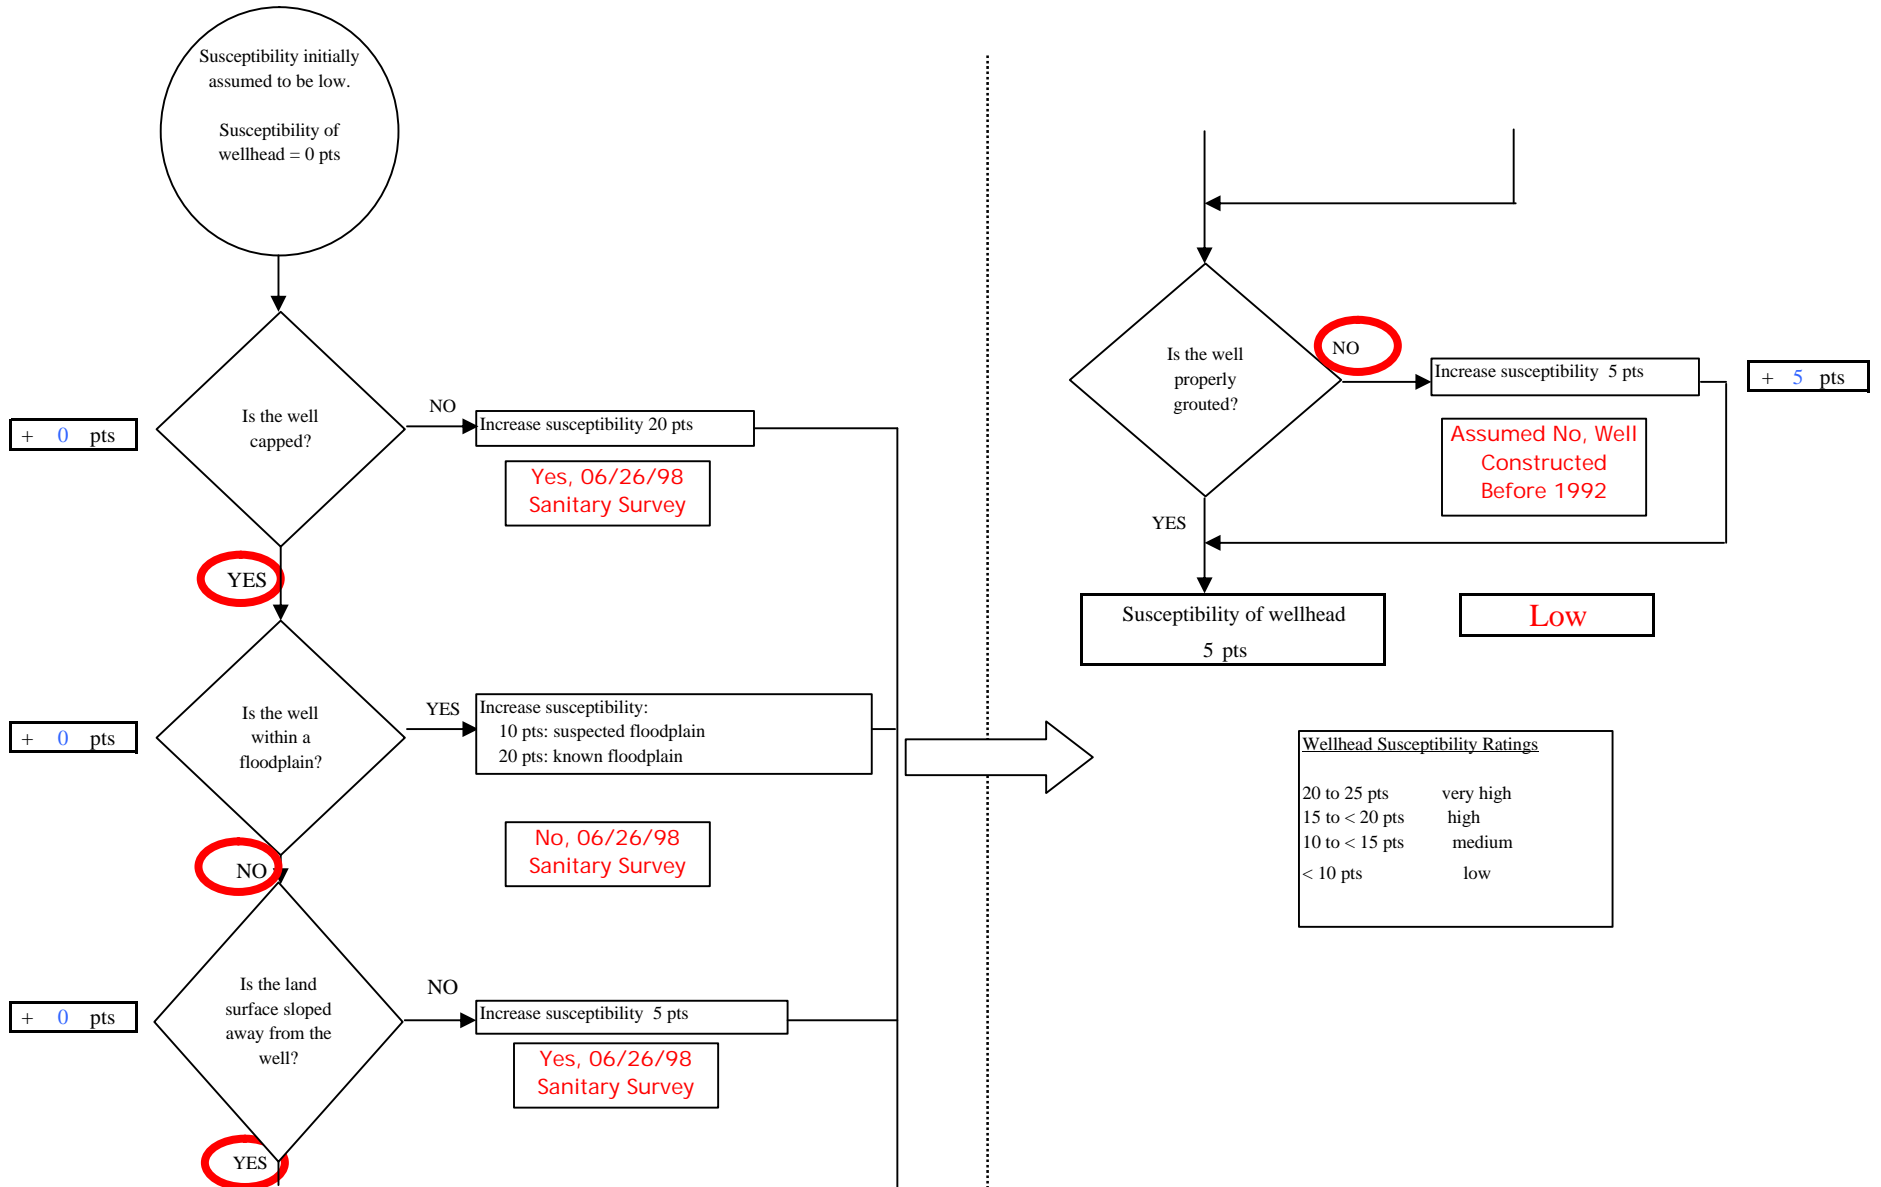 Susceptibility initially
assumed to be low.
Susceptibility of
wellhead = 0 pts
Is the well
capped?
+ 0 pts
NO
Increase susceptibility 20 pts
Yes, 06/26/98
Sanitary Survey
YES
Is the well
within a
floodplain?
+ 0 pts
YES
Increase susceptibility:
10 pts: suspected floodplain
20 pts: known floodplain
No, 06/26/98
Sanitary Survey
NO
Is the land
surface sloped
away from the
well?
+ 0 pts
NO
Increase susceptibility 5 pts
Yes, 06/26/98
Sanitary Survey
YES
Is the well
properly
grouted?
NO
Increase susceptibility 5 pts
+ 5 pts
Assumed No, Well
Constructed
Before 1992
YES
Susceptibility of wellhead
5 pts
Low
Wellhead Susceptibility Ratings
20 to 25 pts very high
15 to < 20 pts high
10 to < 15 pts medium
< 10 pts low